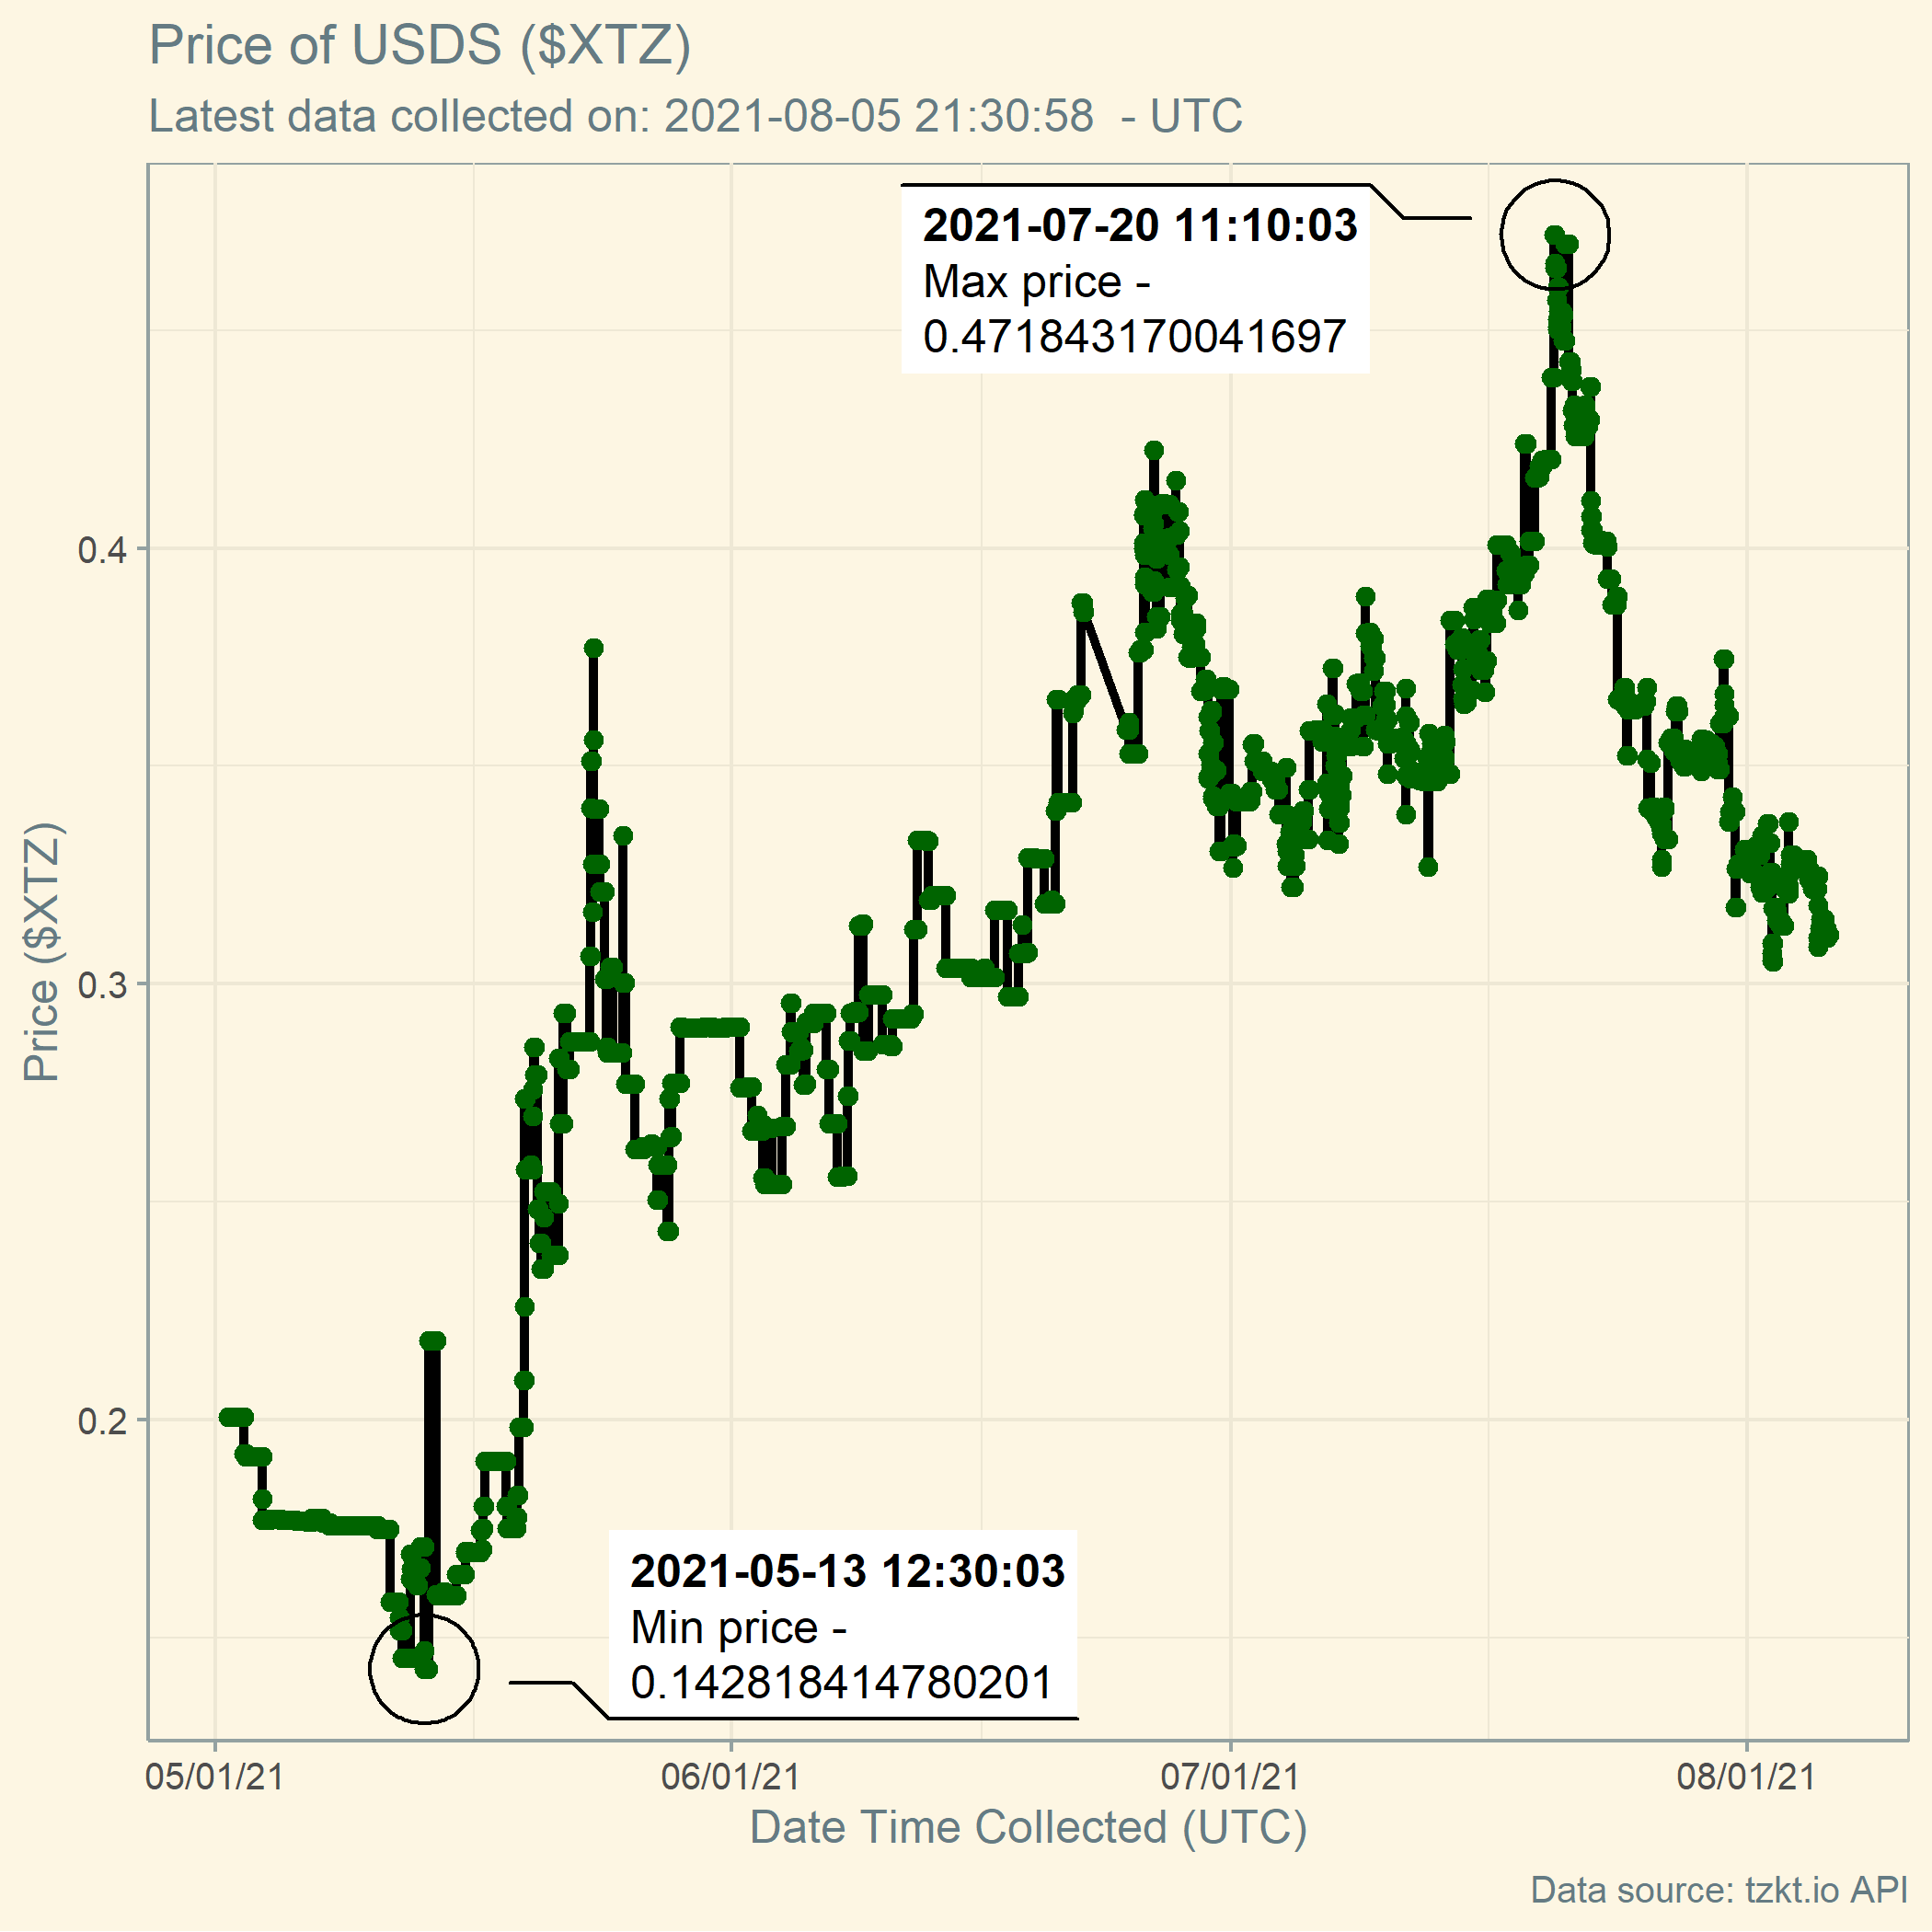 Price of USDS ($XTZ)
Latest data collected on: 2021-08-05 21:30:58  - UTC
2021-07-20 11:10:03
Max price -
0.471843170041697
0.4
0.3
0.2
Price ($XTZ)
2021-05-13 12:30:03
Min price -
0.142818414780201
05/01/21
06/01/21
07/01/21
08/01/21
Date Time Collected (UTC)
Data source: tzkt.io API